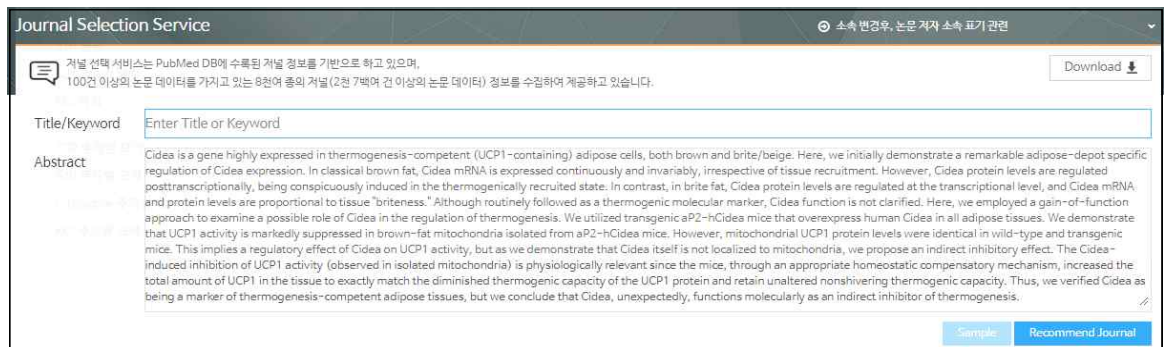 Journal Selection Service
소속 변경후, 논문 저자 소속 표기 관련
저널 선택 서비스는 PubMed DB에 수록된 저널 정보를 기반으로 하고 있으며,
100건 이상의 논문 데이터를 가지고 있는 8천여 종의 저널(2천 7백여 건 이상의 논문 데이터) 정보를 수집하여 제공하고 있습니다.
Download
Title/Keyword
Enter Title or Keyword
Abstract
Cidea is a gene highly expressed in thermogenesis-competent (UCP1-containing) adipose cells, both brown and brite/beige. Here, we initially demonstrate a remarkable adipose-depot specific
regulation of Cidea expression. In classical brown fat, Cidea mRNA is expressed continuously and invariably, irrespective of tissue recruitment. However, Cidea protein levels are regulated
posttranscriptionally, being conspicuously induced in the thermogenically recruited state. In contrast, in brite fat, Cidea protein levels are regulated at the transcriptional level, and Cidea mRNA
and protein levels are proportional to tissue "briteness." Although routinely followed as a thermogenic molecular marker, Cidea function is not clarified. Here, we employed a gain-of-function
approach to examine a possible role of Cidea in the regulation of thermogenesis. We utilized transgenic aP2-hCidea mice that overexpress human Cidea in all adipose tissues. We demonstrate
that UCP1 activity is markedly suppressed in brown-fat mitochondria isolated from aP2-hCidea mice. However, mitochondrial UCP1 protein levels were identical in wild-type and transgenic
mice. This implies a regulatory effect of Cidea on UCP1 activity, but as we demonstrate that Cidea itself is not localized to mitochondria, we propose an indirect inhibitory effect. The Cidea-
induced inhibition of UCP1 activity (observed in isolated mitochondria) is physiologically relevant since the mice, through an appropriate homeostatic compensatory mechanism, increased the
total amount of UCP1 in the tissue to exactly match the diminished thermogenic capacity of the UCP1 protein and retain unaltered nonshivering thermogenic capacity. Thus, we verified Cidea as
being a marker of thermogenesis-competent adipose tissues, but we conclude that Cidea, unexpectedly, functions molecularly as an indirect inhibitor of thermogenesis.
Sample
Recommend Journal